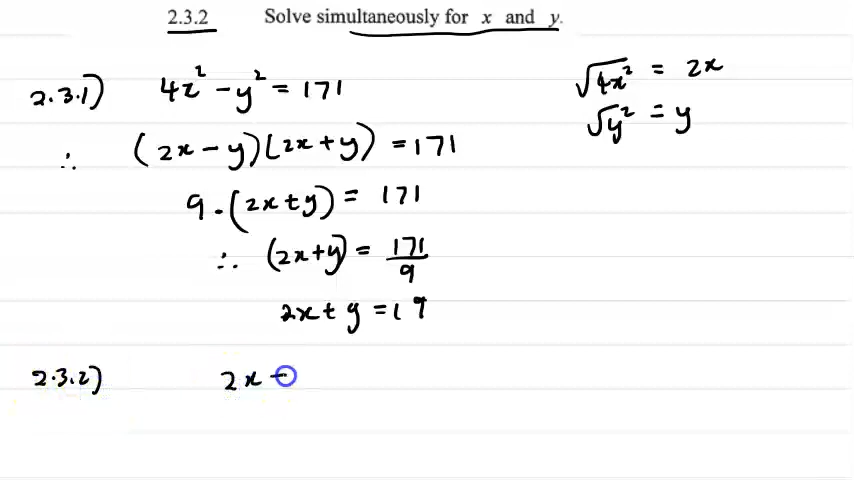 2.3.2 Solve simultaneously for x and y.
2.3.1) 4x² - y² = 171
√4x² = 2x
√y² = y
∴ (2x - y)(2x + y) = 171
9 . (2x + y) = 171
∴ (2x + y) = 171/9
2x + y = 19
2.3.2) 2x -